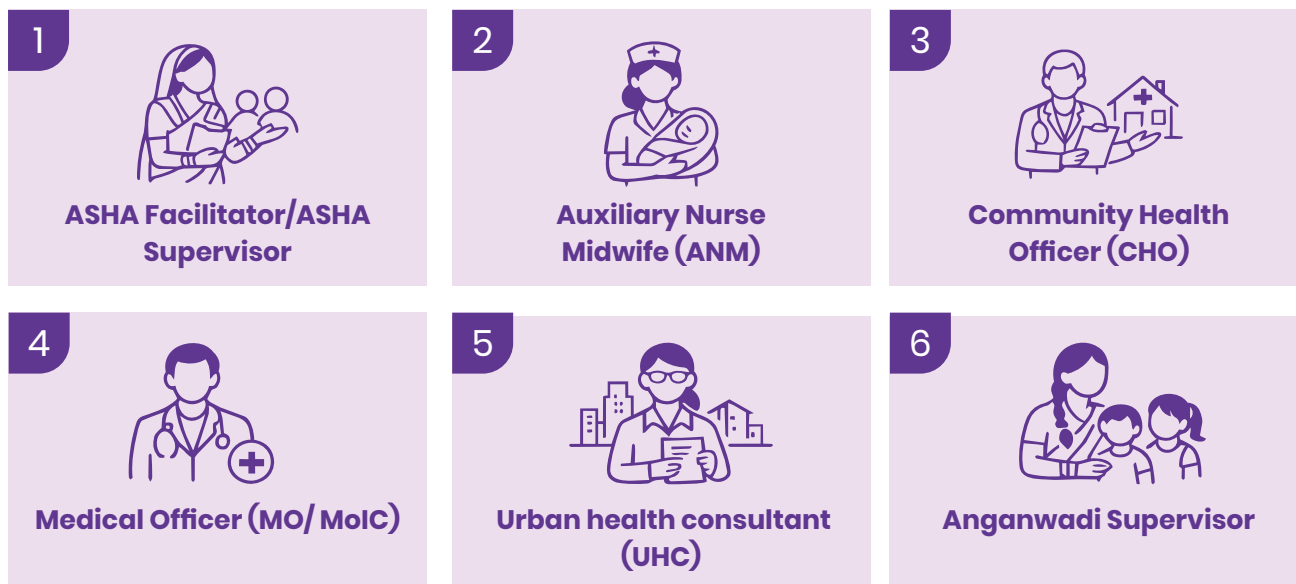 1
ASHA Facilitator/ASHA
Supervisor
2
Auxiliary Nurse
Midwife (ANM)
3
Community Health
Officer (CHO)
4
Medical Officer (MO/ MoIC)
5
Urban health consultant
(UHC)
6
Anganwadi Supervisor